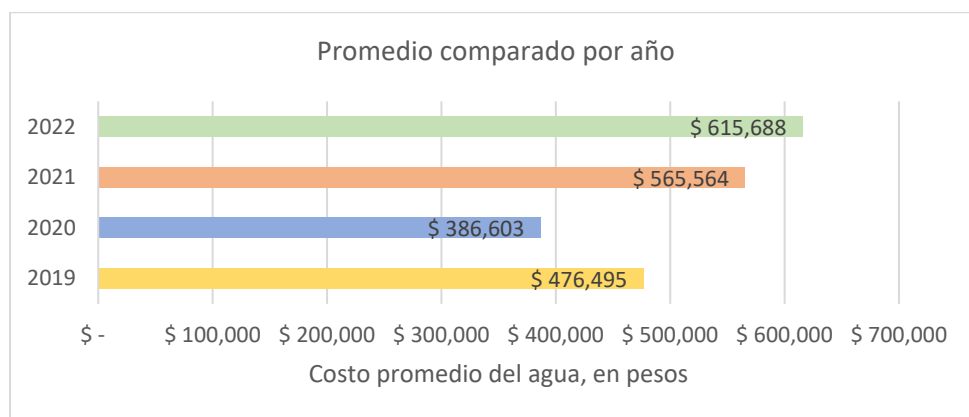 Promedio comparado por año
2022
$ 615,688
2021
$ 565,564
2020
$ 386,603
2019
$ 476,495
$ - $ 100,000 $ 200,000 $ 300,000 $ 400,000 $ 500,000 $ 600,000 $ 700,000
Costo promedio del agua, en pesos